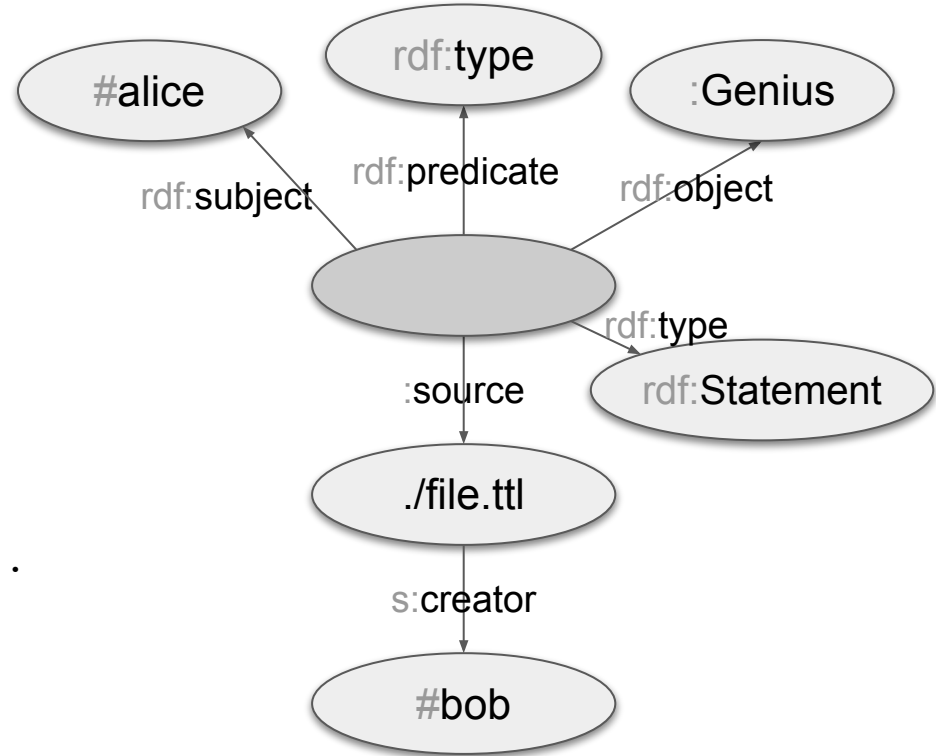 rdf:type
#alice
:Genius
rdf:predicate
rdf:subject
rdf:object
rdf:type
rdf:Statement
:source
./file.ttl
.
s:creator
#bob